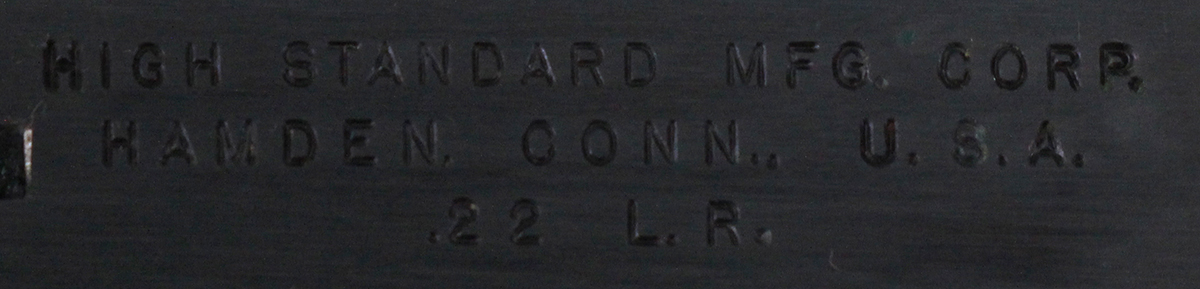 HIGH STANDARD MFG. CORP.
HAMDEN. CONN., U.S.A.
.22 L.R.